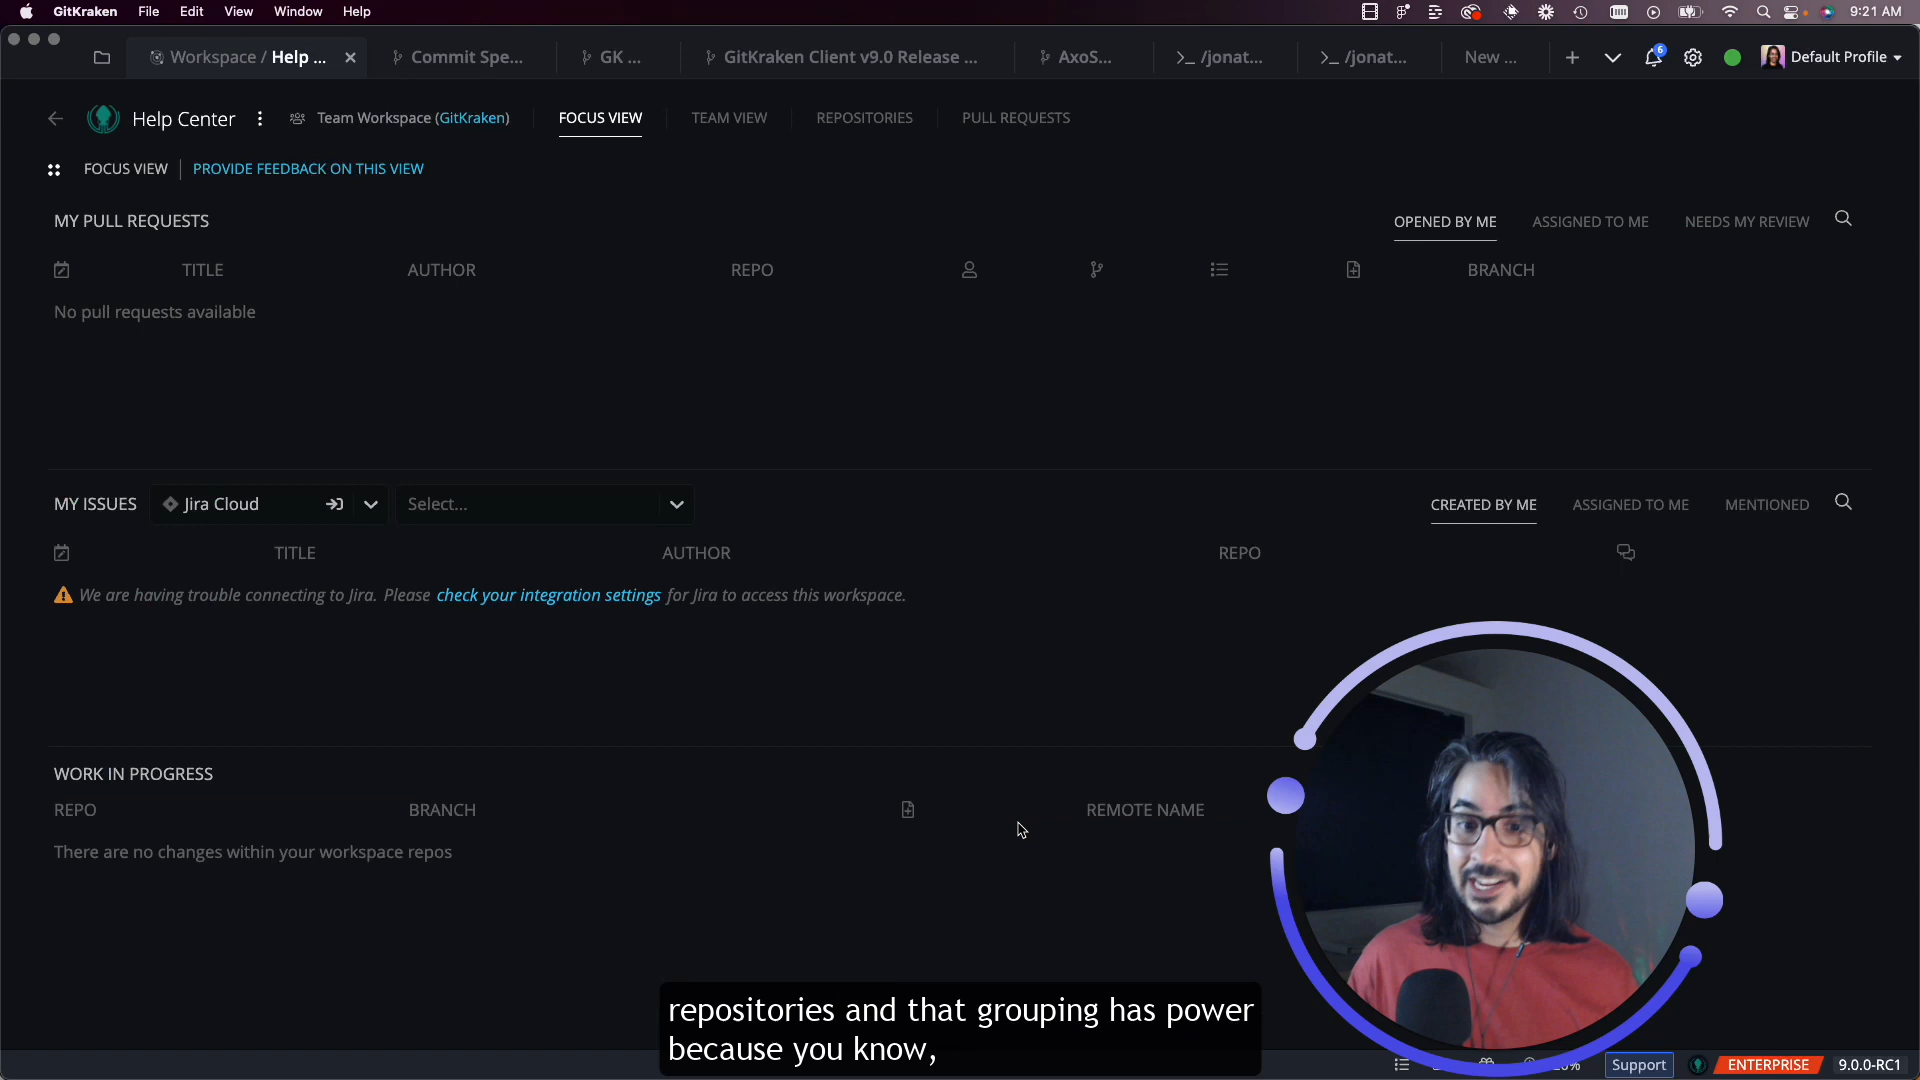 GitKraken File Edit View Window Help 9:21 AM
Workspace / Help ... Commit Spe... GK ... GitKraken Client v9.0 Release ... AxoS... >_ /jonat... >_ /jonat... New ... 6 Default Profile
Help Center Team Workspace (GitKraken) FOCUS VIEW TEAM VIEW REPOSITORIES PULL REQUESTS
FOCUS VIEW PROVIDE FEEDBACK ON THIS VIEW
MY PULL REQUESTS OPENED BY ME ASSIGNED TO ME NEEDS MY REVIEW
TITLE AUTHOR REPO BRANCH
No pull requests available
MY ISSUES Jira Cloud Select... CREATED BY ME ASSIGNED TO ME MENTIONED
TITLE AUTHOR REPO
We are having trouble connecting to Jira. Please check your integration settings for Jira to access this workspace.
WORK IN PROGRESS
REPO BRANCH REMOTE NAME
There are no changes within your workspace repos
repositories and that grouping has power
because you know,
Support ENTERPRISE 9.0.0-RC1